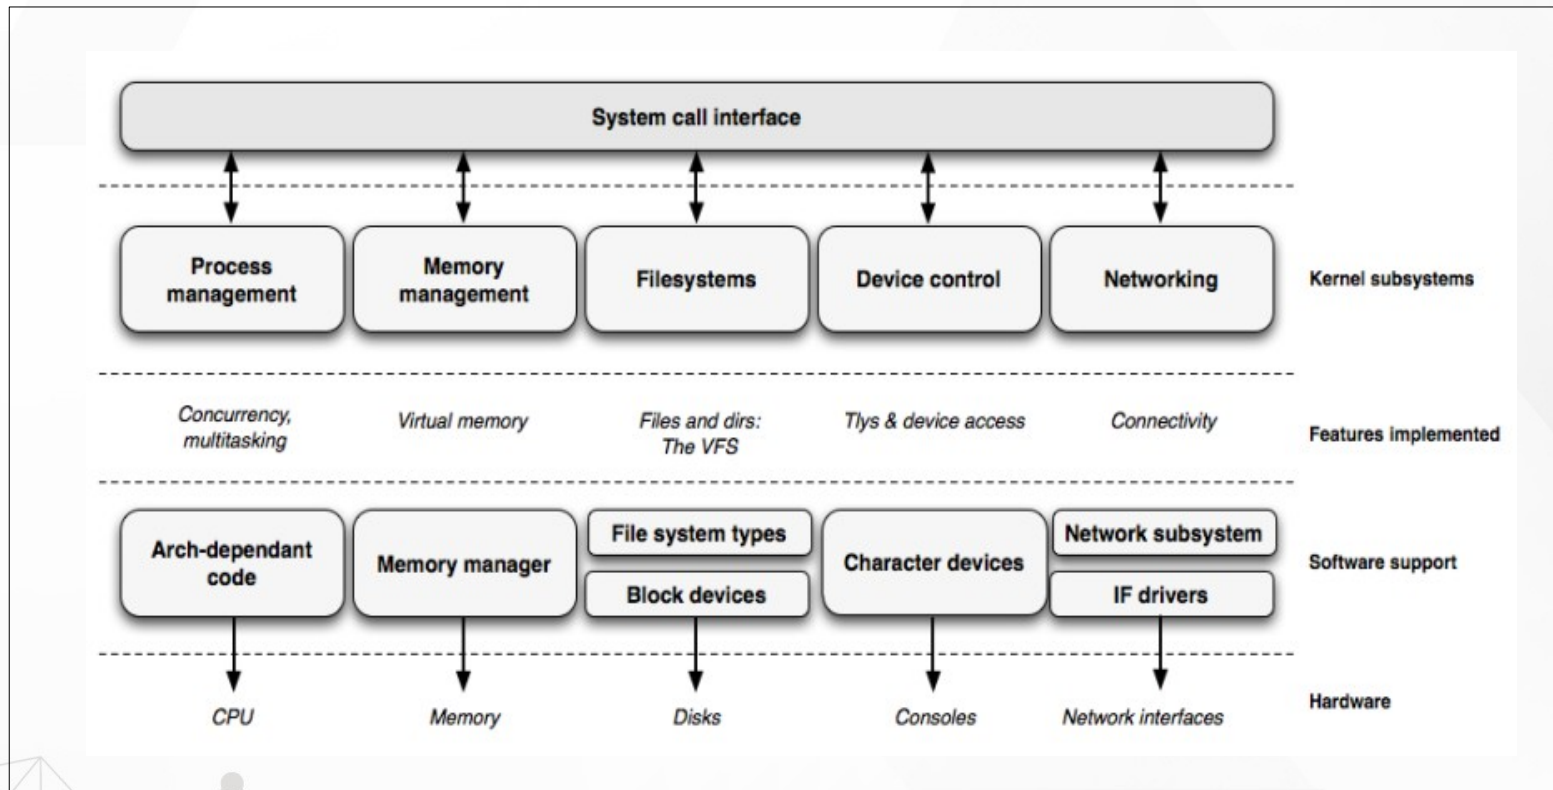 System call interface
Process
management
Memory
management
Filesystems
Device control
Networking
Kernel subsystems
Concurrency,
multitasking
Virtual memory
Files and dirs:
The VFS
Tlys & device access
Connectivity
Features implemented
Arch-dependant
code
Memory manager
File system types
Block devices
Character devices
Network subsystem
IF drivers
Software support
CPU
Memory
Disks
Consoles
Network interfaces
Hardware